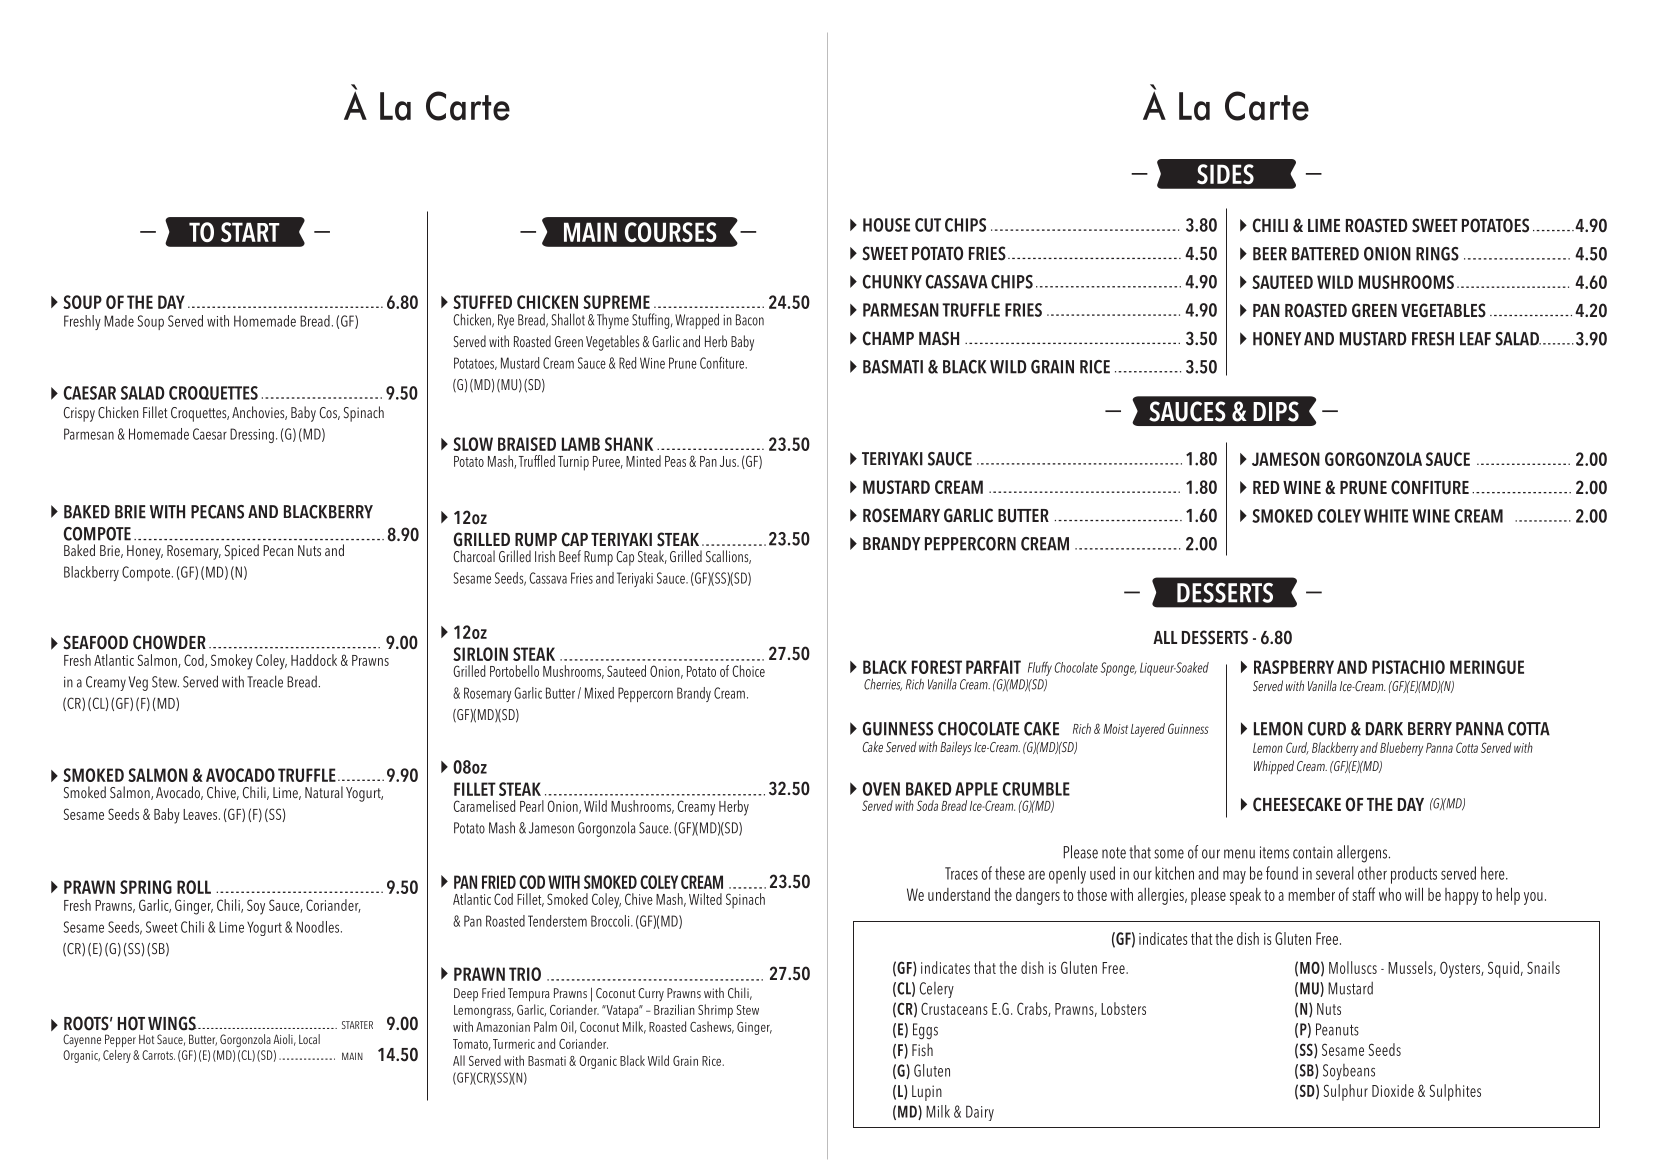 À La Carte
TO START
SOUP OF THE DAY 6.80
Freshly Made Soup Served with Homemade Bread. (GF)
CAESAR SALAD CROQUETTES 9.50
Crispy Chicken Fillet Croquettes, Anchovies, Baby Cos, Spinach
Parmesan & Homemade Caesar Dressing. (G) (MD)
BAKED BRIE WITH PECANS AND BLACKBERRY
COMPOTE 8.90
Baked Brie, Honey, Rosemary, Spiced Pecan Nuts and
Blackberry Compote. (GF) (MD) (N)
SEAFOOD CHOWDER 9.00
Fresh Atlantic Salmon, Cod, Smokey Coley, Haddock & Prawns
in a Creamy Veg Stew. Served with Treacle Bread.
(CR) (CL) (GF) (F) (MD)
SMOKED SALMON & AVOCADO TRUFFLE 9.90
Smoked Salmon, Avocado, Chive, Chili, Lime, Natural Yogurt,
Sesame Seeds & Baby Leaves. (GF) (F) (SS)
PRAWN SPRING ROLL 9.50
Fresh Prawns, Garlic, Ginger, Chili, Soy Sauce, Coriander,
Sesame Seeds, Sweet Chili & Lime Yogurt & Noodles.
(CR) (E) (G) (SS) (SB)
ROOTS’ HOT WINGS STARTER 9.00
Cayenne Pepper Hot Sauce, Butter, Gorgonzola Aioli, Local
Organic, Celery & Carrots. (GF) (E) (MD) (CL) (SD) MAIN 14.50
MAIN COURSES
STUFFED CHICKEN SUPREME 24.50
Chicken, Rye Bread, Shallot & Thyme Stuffing, Wrapped in Bacon
Served with Roasted Green Vegetables & Garlic and Herb Baby
Potatoes, Mustard Cream Sauce & Red Wine Prune Confiture.
(G) (MD) (MU) (SD)
SLOW BRAISED LAMB SHANK 23.50
Potato Mash, Truffled Turnip Puree, Minted Peas & Pan Jus. (GF)
12oz
GRILLED RUMP CAP TERIYAKI STEAK 23.50
Charcoal Grilled Irish Beef Rump Cap Steak, Grilled Scallions,
Sesame Seeds, Cassava Fries and Teriyaki Sauce. (GF)(SS)(SD)
12oz
SIRLOIN STEAK 27.50
Grilled Portobello Mushrooms, Sauteed Onion, Potato of Choice
& Rosemary Garlic Butter / Mixed Peppercorn Brandy Cream.
(GF)(MD)(SD)
08oz
FILLET STEAK 32.50
Caramelised Pearl Onion, Wild Mushrooms, Creamy Herby
Potato Mash & Jameson Gorgonzola Sauce. (GF)(MD)(SD)
PAN FRIED COD WITH SMOKED COLEY CREAM 23.50
Atlantic Cod Fillet, Smoked Coley, Chive Mash, Wilted Spinach
& Pan Roasted Tenderstem Broccoli. (GF)(MD)
PRAWN TRIO 27.50
Deep Fried Tempura Prawns | Coconut Curry Prawns with Chili,
Lemongrass, Garlic, Coriander. “Vatapa” – Brazilian Shrimp Stew
with Amazonian Palm Oil, Coconut Milk, Roasted Cashews, Ginger,
Tomato, Turmeric and Coriander.
All Served with Basmati & Organic Black Wild Grain Rice.
(GF)(CR)(SS)(N)
À La Carte
SIDES
HOUSE CUT CHIPS 3.80
SWEET POTATO FRIES 4.50
CHUNKY CASSAVA CHIPS 4.90
PARMESAN TRUFFLE FRIES 4.90
CHAMP MASH 3.50
BASMATI & BLACK WILD GRAIN RICE 3.50
CHILI & LIME ROASTED SWEET POTATOES 4.90
BEER BATTERED ONION RINGS 4.50
SAUTEED WILD MUSHROOMS 4.60
PAN ROASTED GREEN VEGETABLES 4.20
HONEY AND MUSTARD FRESH LEAF SALAD 3.90
SAUCES & DIPS
TERIYAKI SAUCE 1.80
MUSTARD CREAM 1.80
ROSEMARY GARLIC BUTTER 1.60
BRANDY PEPPERCORN CREAM 2.00
JAMESON GORGONZOLA SAUCE 2.00
RED WINE & PRUNE CONFITURE 2.00
SMOKED COLEY WHITE WINE CREAM 2.00
DESSERTS
ALL DESSERTS - 6.80
BLACK FOREST PARFAIT Fluffy Chocolate Sponge, Liqueur-Soaked
Cherries, Rich Vanilla Cream. (G)(MD)(SD)
GUINNESS CHOCOLATE CAKE Rich & Moist Layered Guinness
Cake Served with Baileys Ice-Cream. (G)(MD)(SD)
OVEN BAKED APPLE CRUMBLE
Served with Soda Bread Ice-Cream. (G)(MD)
RASPBERRY AND PISTACHIO MERINGUE
Served with Vanilla Ice-Cream. (GF)(E)(MD)(N)
LEMON CURD & DARK BERRY PANNA COTTA
Lemon Curd, Blackberry and Blueberry Panna Cotta Served with
Whipped Cream. (GF)(E)(MD)
CHEESECAKE OF THE DAY (G)(MD)
Please note that some of our menu items contain allergens.
Traces of these are openly used in our kitchen and may be found in several other products served here.
We understand the dangers to those with allergies, please speak to a member of staff who will be happy to help you.
(GF) indicates that the dish is Gluten Free.
(GF) indicates that the dish is Gluten Free.
(CL) Celery
(CR) Crustaceans E.G. Crabs, Prawns, Lobsters
(E) Eggs
(F) Fish
(G) Gluten
(L) Lupin
(MD) Milk & Dairy
(MO) Molluscs - Mussels, Oysters, Squid, Snails
(MU) Mustard
(N) Nuts
(P) Peanuts
(SS) Sesame Seeds
(SB) Soybeans
(SD) Sulphur Dioxide & Sulphites